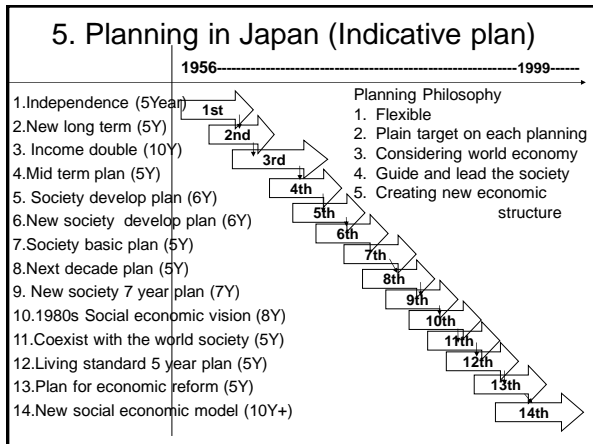 5. Planning in Japan (Indicative plan)
1956-----------------------------------------------------1999------
1.Independence (5Year)
2.New long term (5Y)
3. Income double (10Y)
4.Mid term plan (5Y)
5. Society develop plan (6Y)
6.New society develop plan (6Y)
7.Society basic plan (5Y)
8.Next decade plan (5Y)
9. New society 7 year plan (7Y)
10.1980s Social economic vision (8Y)
11.Coexist with the world society (5Y)
12.Living standard 5 year plan (5Y)
13.Plan for economic reform (5Y)
14.New social economic model (10Y+)
1st
2nd
3rd
4th
5th
6th
7th
8th
9th
10th
11th
12th
13th
14th
Planning Philosophy
1. Flexible
2. Plain target on each planning
3. Considering world economy
4. Guide and lead the society
5. Creating new economic
structure